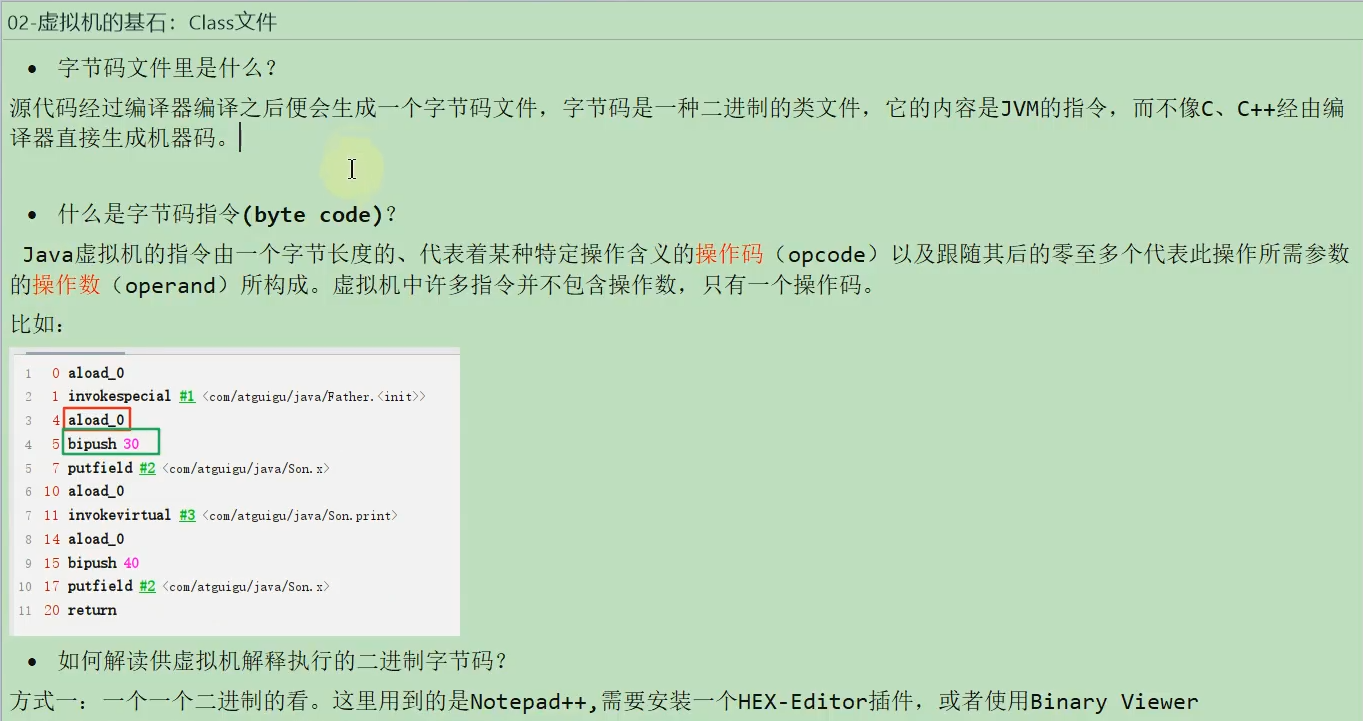 02-虚拟机的基石：Class文件
• 字节码文件里是什么？
源代码经过编译器编译之后便会生成一个字节码文件，字节码是一种二进制的类文件，它的内容是JVM的指令，而不像C、C++经由编
译器直接生成机器码。
• 什么是字节码指令(byte code)？
Java虚拟机的指令由一个字节长度的、代表着某种特定操作含义的操作码（opcode）以及跟随其后的零至多个代表此操作所需参数
的操作数（operand）所构成。虚拟机中许多指令并不包含操作数，只有一个操作码。
比如：
1 0 aload_0
2 1 invokespecial #1 <com/atguigu/java/Father.<init>>
3 4 aload_0
4 5 bipush 30
5 7 putfield #2 <com/atguigu/java/Son.x>
6 10 aload_0
7 11 invokevirtual #3 <com/atguigu/java/Son.print>
8 14 aload_0
9 15 bipush 40
10 17 putfield #2 <com/atguigu/java/Son.x>
11 20 return
• 如何解读供虚拟机解释执行的二进制字节码？
方式一：一个一个二进制的看。这里用到的是Notepad++,需要安装一个HEX-Editor插件，或者使用Binary Viewer